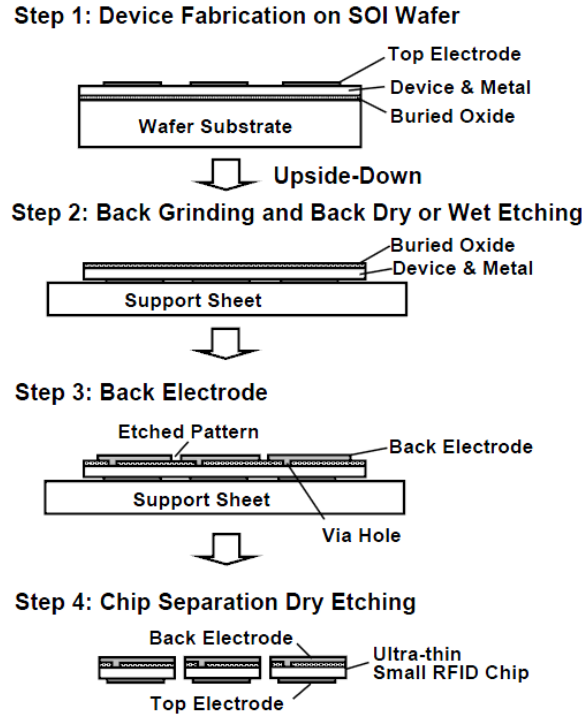 Step 1: Device Fabrication on SOI Wafer
Top Electrode
Device & Metal
Buried Oxide
Wafer Substrate
Upside-Down
Step 2: Back Grinding and Back Dry or Wet Etching
Buried Oxide
Device & Metal
Support Sheet
Step 3: Back Electrode
Etched Pattern
Back Electrode
Support Sheet
Via Hole
Step 4: Chip Separation Dry Etching
Back Electrode
Ultra-thin
Small RFID Chip
Top Electrode